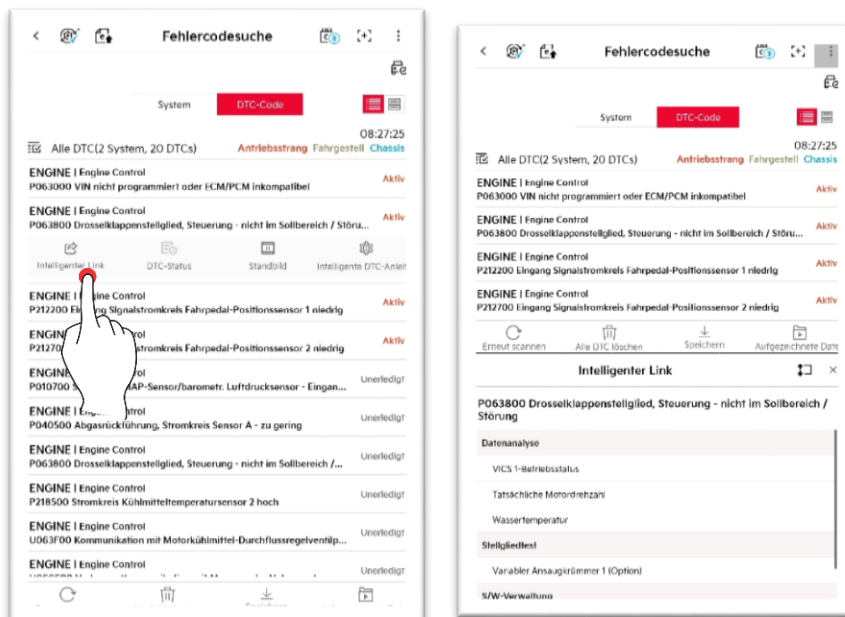 Fehlercodesuche
System
DTC-Code
08:27:25
Alle DTC(2 System, 20 DTCs)
Antriebsstrang Fahrgestell Chassis
ENGINE | Engine Control
P063000 VIN nicht programmiert oder ECM/PCM inkompatibel
Aktiv
ENGINE | Engine Control
P063800 Drosselklappenstellglied, Steuerung - nicht im Sollbereich / Störu...
Aktiv
Intelligenter Link
DTC-Status
Standbild
Intelligente DTC-Anleit
ENGINE | Engine Control
P212200 Eingang Signalstromkreis Fahrpedal-Positionssensor 1 niedrig
Aktiv
stromkreis Fahrpedal-Positionssensor 2 niedrig
Aktiv
ENGINE
P010700
AP-Sensor/barometr. Luftdrucksensor - Eingan...
Unerledigt
ENGINE
P040500 Abgasrückführung, Stromkreis Sensor A - zu gering
Unerledigt
ENGINE | Engine Control
P063800 Drosselklappenstellglied, Steuerung - nicht im Sollbereich /...
Unerledigt
ENGINE | Engine Control
P218500 Stromkreis Kühlmitteltemperatursensor 2 hoch
Unerledigt
ENGINE | Engine Control
U063F00 Kommunikation mit Motorkühlmittel-Durchflussregelventilp...
Unerledigt
ENGINE | Engine Control
Unerledigt
Fehlercodesuche
System
DTC-Code
08:27:25
Alle DTC(2 System, 20 DTCs)
Antriebsstrang Fahrgestell Chassis
ENGINE | Engine Control
P063000 VIN nicht programmiert oder ECM/PCM inkompatibel
Aktiv
ENGINE | Engine Control
P063800 Drosselklappenstellglied, Steuerung - nicht im Sollbereich / Störu...
Aktiv
ENGINE | Engine Control
P212200 Eingang Signalstromkreis Fahrpedal-Positionssensor 1 niedrig
Aktiv
ENGINE | Engine Control
P212700 Eingang Signalstromkreis Fahrpedal-Positionssensor 2 niedrig
Aktiv
Erneut scannen
Alle DTC löschen
Speichern
Aufgezeichnete Date
Intelligenter Link
P063800 Drosselklappenstellglied, Steuerung - nicht im Sollbereich /
Störung
Datenanalyse
VICS 1-Betriebsstatus
Tatsächliche Motordrehzahl
Wassertemperatur
Stellgliedtest
Variabler Ansaugkrümmer 1 (Option)
S/W-Verwaltung